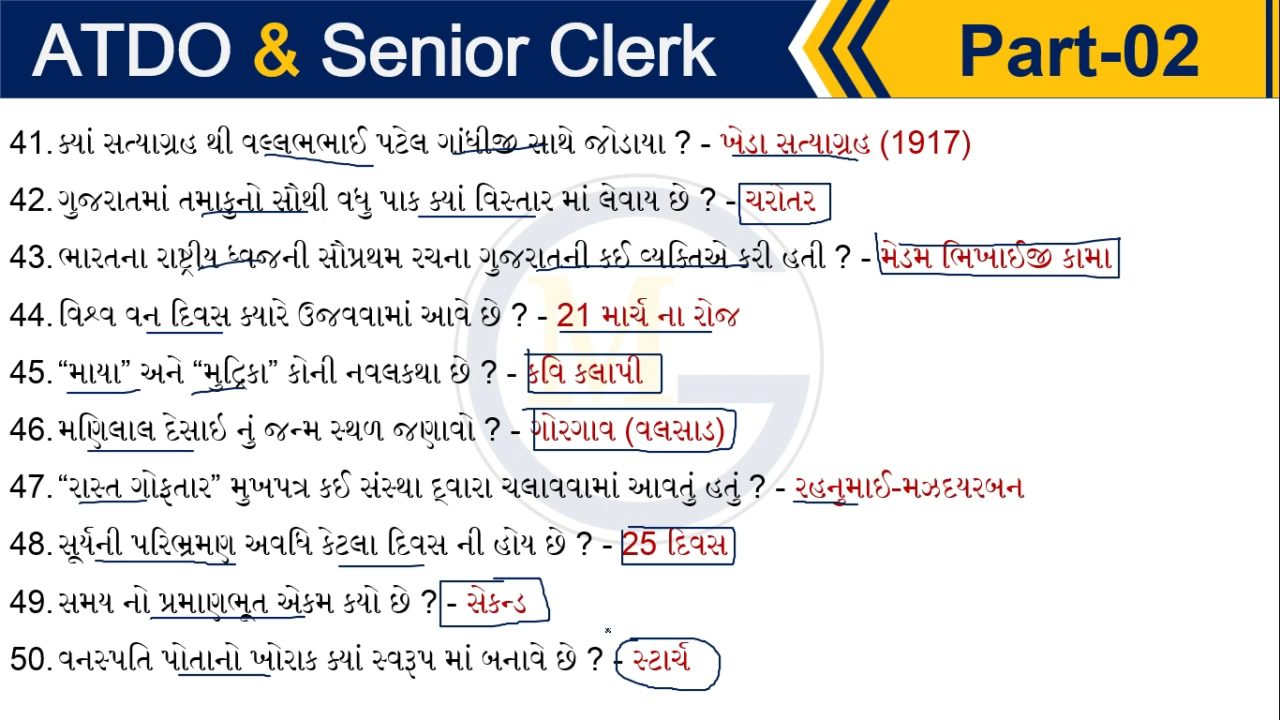 ATDO & Senior Clerk Part-02
41. ક્યાં સત્યાગ્રહ થી વલ્લભભાઈ પટેલ ગાંધીજી સાથે જોડાયા ? - ખેડા સત્યાગ્રહ (1917)
42. ગુજરાતમાં તમાકુનો સૌથી વધુ પાક ક્યાં વિસ્તાર માં લેવાય છે ? - ચરોતર
43. ભારતના રાષ્ટ્રીય ધ્વજની સૌપ્રથમ રચના ગુજરાતની કઈ વ્યક્તિએ કરી હતી ? - મેડમ ભિખાઈજી કામા
44. વિશ્વ વન દિવસ ક્યારે ઉજવવામાં આવે છે ? - 21 માર્ચ ના રોજ
45. “માયા” અને “મુદ્રિકા” કોની નવલકથા છે ? - કવિ કલાપી
46. મણિલાલ દેસાઇ નું જન્મ સ્થળ જણાવો ? - ગોરગાવ (વલસાડ)
47. “રાસ્ત ગોફતાર” મુખપત્ર કઈ સંસ્થા દ્વારા ચલાવવામાં આવતું હતું ? - રહનુમાઈ-મઝદયરબન
48. સૂર્યની પરિભ્રમણ અવધિ કેટલા દિવસ ની હોય છે ? - 25 દિવસ
49. સમય નો પ્રમાણભૂત એકમ કયો છે ? - સેકન્ડ
50. વનસ્પતિ પોતાનો ખોરાક ક્યાં સ્વરૂપ માં બનાવે છે ? - સ્ટાર્ચ